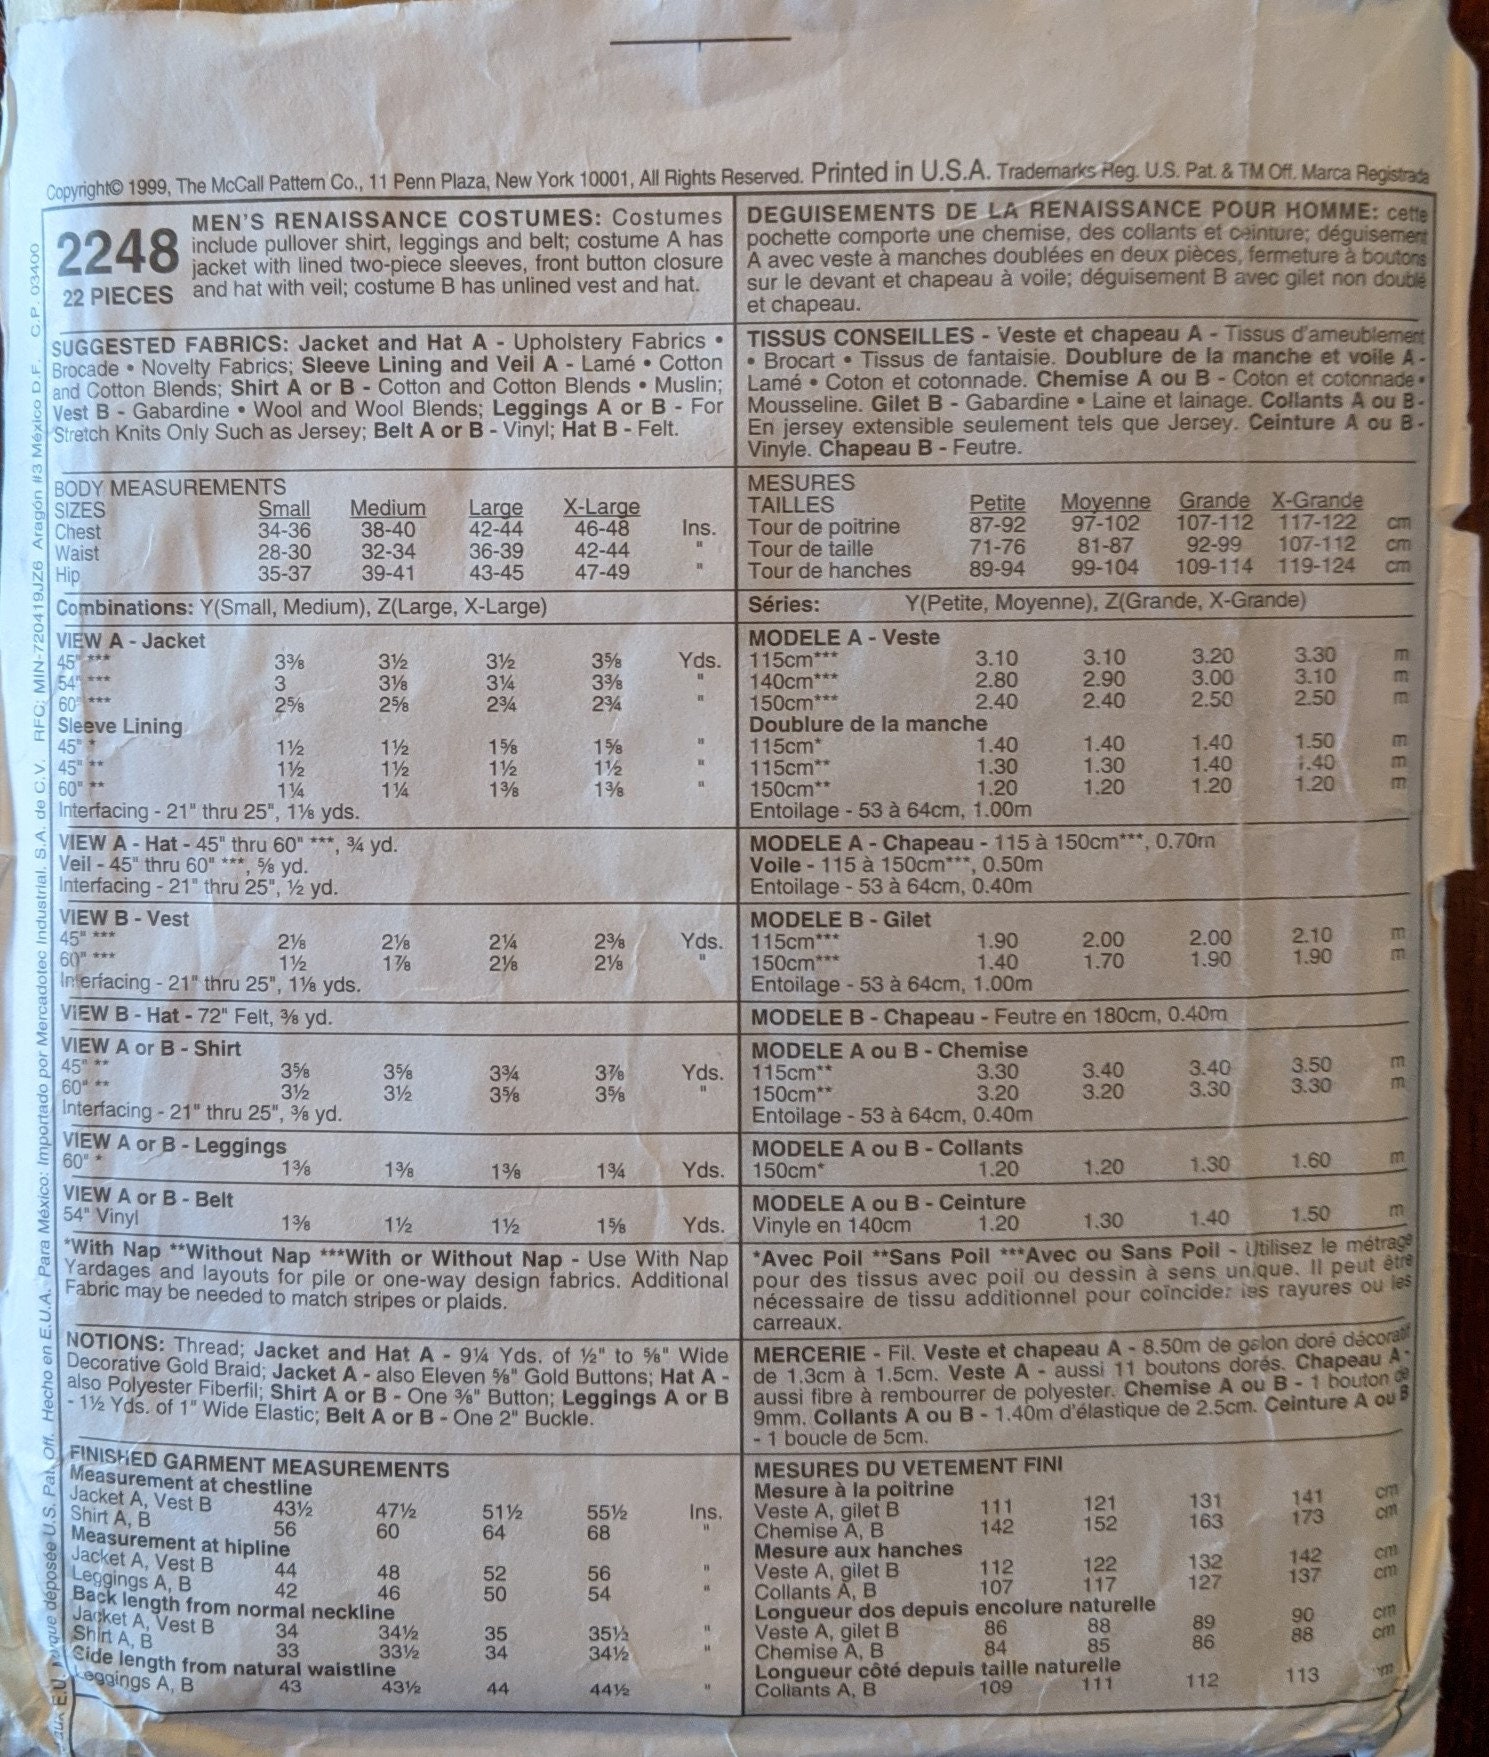 Copyright© 1999, The McCall Pattern Co., 11 Penn Plaza, New York 10001, All Rights Reserved. Printed in U.S.A. Trademarks Reg. U.S. Pat. & TM Off. Marca Registrada
2248
22 PIECES
MEN'S RENAISSANCE COSTUMES: Costumes
include pullover shirt, leggings and belt; costume A has
jacket with lined two-piece sleeves, front button closure
and hat with veil; costume B has unlined vest and hat.
SUGGESTED FABRICS: Jacket and Hat A - Upholstery Fabrics •
Brocade • Novelty Fabrics; Sleeve Lining and Veil A - Lamé • Cotton
and Cotton Blends; Shirt A or B - Cotton and Cotton Blends • Muslin;
Vest B - Gabardine • Wool and Wool Blends; Leggings A or B - For
Stretch Knits Only Such as Jersey; Belt A or B - Vinyl; Hat B - Felt.
BODY MEASUREMENTS
SIZES Small Medium Large X-Large
Chest 34-36 38-40 42-44 46-48 Ins.
Waist 28-30 32-34 36-39 42-44 "
Hip 35-37 39-41 43-45 47-49 "
Combinations: Y(Small, Medium), Z(Large, X-Large)
VIEW A - Jacket
45" *** 3⅜ 3½ 3½ 3⅝ Yds.
54" *** 3 3⅛ 3¼ 3⅜ "
60" *** 2⅝ 2⅝ 2¾ 2¾ "
Sleeve Lining
45" * 1½ 1½ 1⅝ 1⅝ "
45" ** 1½ 1½ 1½ 1½ "
60" ** 1¼ 1¼ 1⅜ 1⅜ "
Interfacing - 21" thru 25", 1⅛ yds.
VIEW A - Hat - 45" thru 60" ***, ¾ yd.
Veil - 45" thru 60" ***, ⅝ yd.
Interfacing - 21" thru 25", ½ yd.
VIEW B - Vest
45" *** 2⅛ 2⅛ 2¼ 2⅜ Yds.
60" *** 1½ 1⅞ 2⅛ 2⅛ "
Interfacing - 21" thru 25", 1⅛ yds.
VIEW B - Hat - 72" Felt, ⅜ yd.
VIEW A or B - Shirt
45" ** 3⅝ 3⅝ 3¾ 3⅞ Yds.
60" ** 3½ 3½ 3⅝ 3⅝ "
Interfacing - 21" thru 25", ⅜ yd.
VIEW A or B - Leggings
60" * 1⅜ 1⅜ 1⅜ 1¾ Yds.
VIEW A or B - Belt
54" Vinyl 1⅜ 1½ 1½ 1⅝ Yds.
*With Nap **Without Nap ***With or Without Nap - Use With Nap
Yardages and layouts for pile or one-way design fabrics. Additional
Fabric may be needed to match stripes or plaids.
NOTIONS: Thread; Jacket and Hat A - 9¼ Yds. of ½" to ⅝" Wide
Decorative Gold Braid; Jacket A - also Eleven ⅝" Gold Buttons; Hat A -
also Polyester Fiberfil; Shirt A or B - One ⅜" Button; Leggings A or B
- 1½ Yds. of 1" Wide Elastic; Belt A or B - One 2" Buckle.
FINISHED GARMENT MEASUREMENTS
Measurement at chestline
Jacket A, Vest B 43½ 47½ 51½ 55½ Ins.
Shirt A, B 56 60 64 68 "
Measurement at hipline
Jacket A, Vest B 44 48 52 56 "
Leggings A, B 42 46 50 54 "
Back length from normal neckline
Jacket A, Vest B 34 34½ 35 35½ "
Shirt A, B 33 33½ 34 34½ "
Side length from natural waistline
Leggings A, B 43 43½ 44 44½ "
DEGUISEMENTS DE LA RENAISSANCE POUR HOMME: cette
pochette comporte une chemise, des collants et ceinture; déguisement
A avec veste à manches doublées en deux pièces, fermeture à boutons
sur le devant et chapeau à voile; déguisement B avec gilet non doublé
et chapeau.
TISSUS CONSEILLES - Veste et chapeau A - Tissus d'ameublement
• Brocart • Tissus de fantaisie. Doublure de la manche et voile A -
Lamé • Coton et cotonnade. Chemise A ou B - Coton et cotonnade •
Mousseline. Gilet B - Gabardine • Laine et lainage. Collants A ou B -
En jersey extensible seulement tels que Jersey. Ceinture A ou B -
Vinyle. Chapeau B - Feutre.
MESURES
TAILLES Petite Moyenne Grande X-Grande
Tour de poitrine 87-92 97-102 107-112 117-122 cm
Tour de taille 71-76 81-87 92-99 107-112 cm
Tour de hanches 89-94 99-104 109-114 119-124 cm
Séries: Y(Petite, Moyenne), Z(Grande, X-Grande)
MODELE A - Veste
115cm*** 3.10 3.10 3.20 3.30 m
140cm*** 2.80 2.90 3.00 3.10 m
150cm*** 2.40 2.40 2.50 2.50 m
Doublure de la manche
115cm* 1.40 1.40 1.40 1.50 m
115cm** 1.30 1.30 1.40 1.40 m
150cm** 1.20 1.20 1.20 1.20 m
Entoilage - 53 à 64cm, 1.00m
MODELE A - Chapeau - 115 à 150cm***, 0.70m
Voile - 115 à 150cm***, 0.50m
Entoilage - 53 à 64cm, 0.40m
MODELE B - Gilet
115cm*** 1.90 2.00 2.00 2.10 m
150cm*** 1.40 1.70 1.90 1.90 m
Entoilage - 53 à 64cm, 1.00m
MODELE B - Chapeau - Feutre en 180cm, 0.40m
MODELE A ou B - Chemise
115cm** 3.30 3.40 3.40 3.50 m
150cm** 3.20 3.20 3.30 3.30 m
Entoilage - 53 à 64cm, 0.40m
MODELE A ou B - Collants
150cm* 1.20 1.20 1.30 1.60 m
MODELE A ou B - Ceinture
Vinyle en 140cm 1.20 1.30 1.40 1.50 m
*Avec Poil **Sans Poil ***Avec ou Sans Poil - Utilisez le métrage
pour des tissus avec poil ou dessin à sens unique. Il peut être
nécessaire de tissu additionnel pour coïncider les rayures ou les
carreaux.
MERCERIE - Fil. Veste et chapeau A - 8.50m de galon doré décoratif
de 1.3cm à 1.5cm. Veste A - aussi 11 boutons dorés. Chapeau A -
aussi fibre à rembourrer de polyester. Chemise A ou B - 1 bouton de
9mm. Collants A ou B - 1.40m d'élastique de 2.5cm. Ceinture A ou B
- 1 boucle de 5cm.
MESURES DU VETEMENT FINI
Mesure à la poitrine
Veste A, gilet B 111 121 131 141 cm
Chemise A, B 142 152 163 173 cm
Mesure aux hanches
Veste A, gilet B 112 122 132 142 cm
Collants A, B 107 117 127 137 cm
Longueur dos depuis encolure naturelle
Veste A, gilet B 86 88 89 90 cm
Chemise A, B 84 85 86 88 cm
Longueur côté depuis taille naturelle
Collants A, B 109 111 112 113 cm
aux E.U. Marque déposée U.S. Pat. Off. Hecho en E.U.A. Para México: Importado por Mercadotec Industrial, S.A. de C.V. RFC: MIN-720419JZ6 Aragón #3 México D.F. C.P. 03400